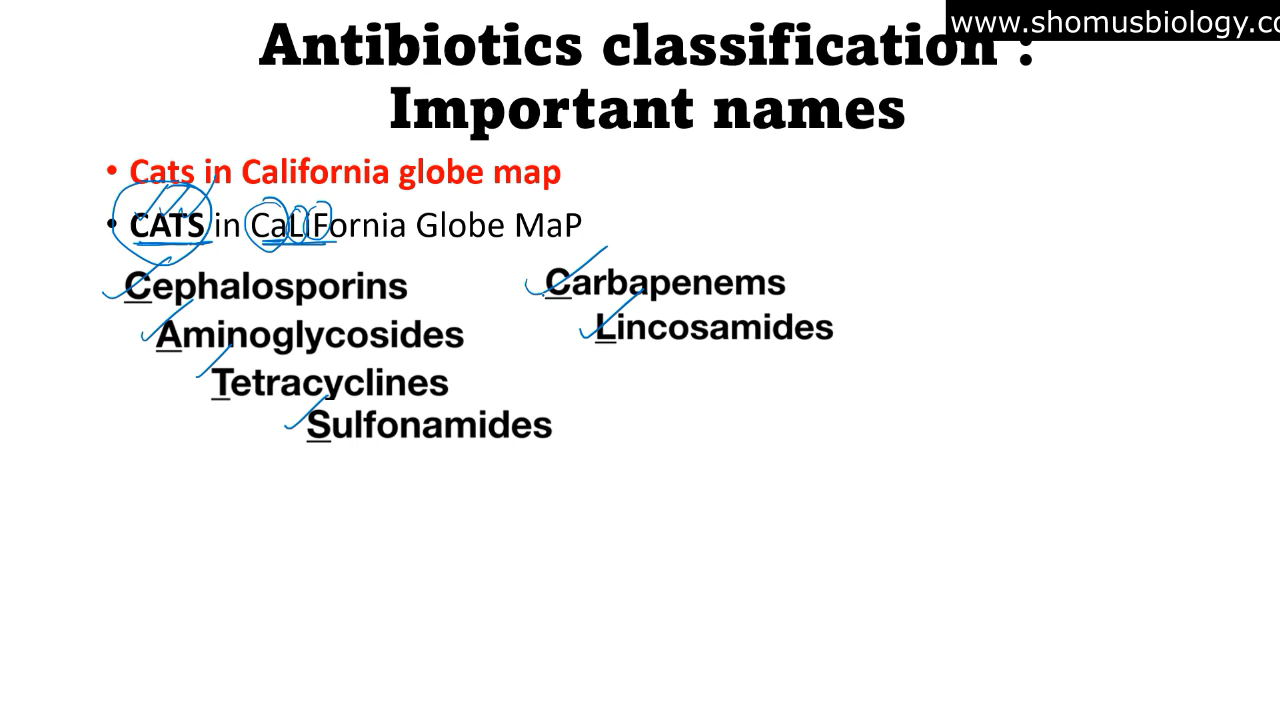 www.shomusbiology.co
Antibiotics classification :
Important names
• Cats in California globe map
• CATS in CaLiFornia Globe MaP
Cephalosporins
Aminoglycosides
Tetracyclines
Sulfonamides
Carbapenems
Lincosamides